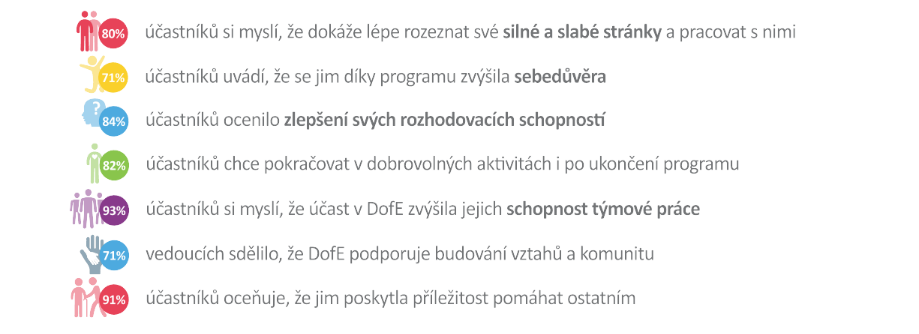 80% účastníků si myslí, že dokáže lépe rozeznat své silné a slabé stránky a pracovat s nimi
71% účastníků uvádí, že se jim díky programu zvýšila sebedůvěra
? 84% účastníků ocenilo zlepšení svých rozhodovacích schopností
82% účastníků chce pokračovat v dobrovolných aktivitách i po ukončení programu
93% účastníků si myslí, že účast v DofE zvýšila jejich schopnost týmové práce
71% vedoucích sdělilo, že DofE podporuje budování vztahů a komunitu
91% účastníků oceňuje, že jim poskytla příležitost pomáhat ostatním